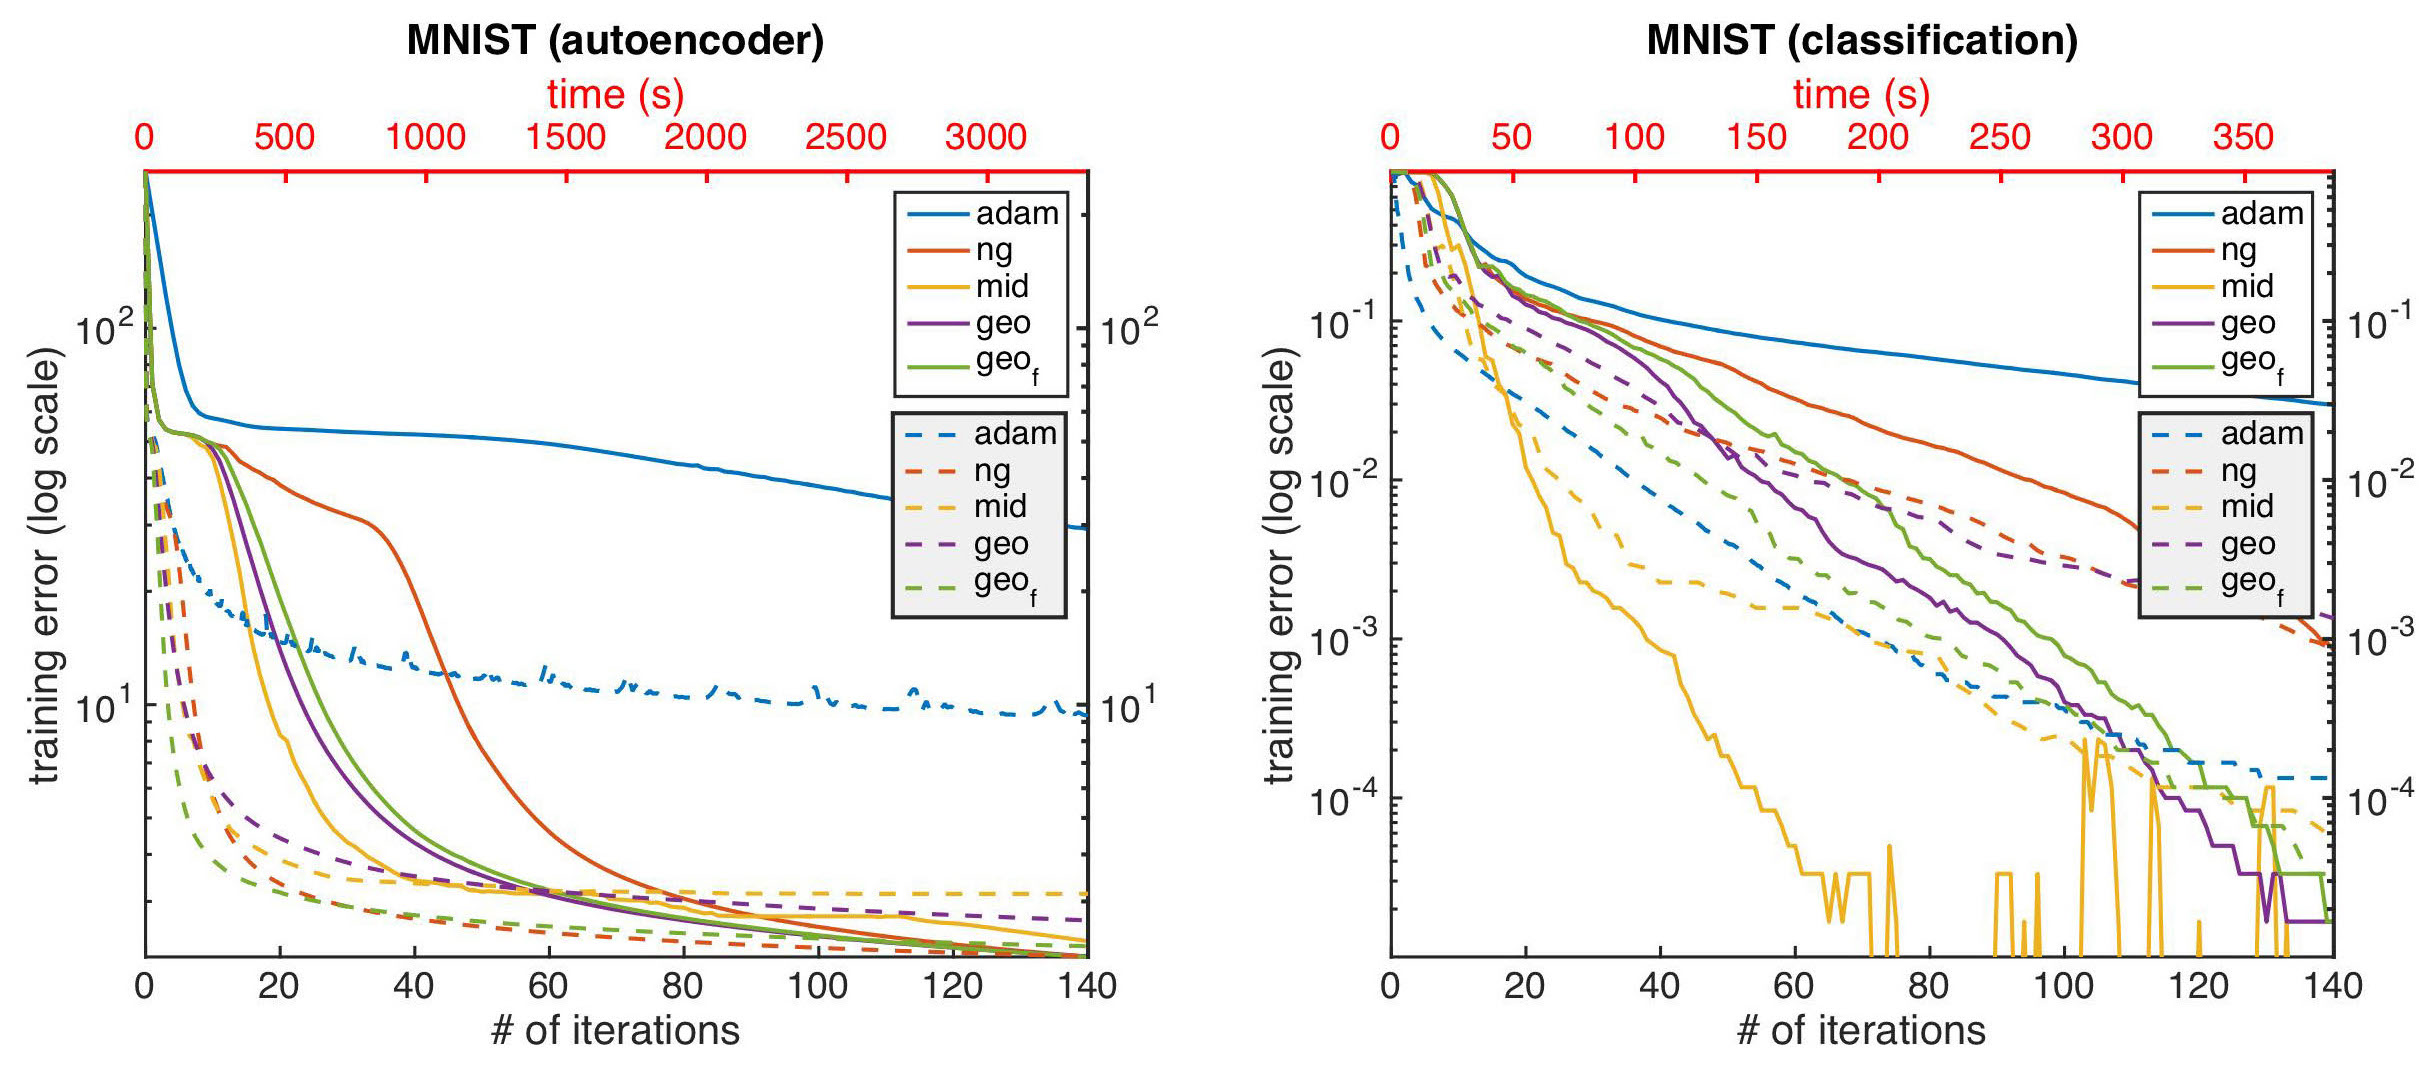 MNIST (autoencoder)
time (s)
0 500 1000 1500 2000 2500 3000
training error (log scale)
10^2
10^1
10^2
10^1
adam
ng
mid
geo
geo_f
adam
ng
mid
geo
geo_f
0 20 40 60 80 100 120 140
# of iterations
MNIST (classification)
time (s)
0 50 100 150 200 250 300 350
training error (log scale)
10^-1
10^-2
10^-3
10^-4
10^-1
10^-2
10^-3
10^-4
adam
ng
mid
geo
geo_f
adam
ng
mid
geo
geo_f
0 20 40 60 80 100 120 140
# of iterations